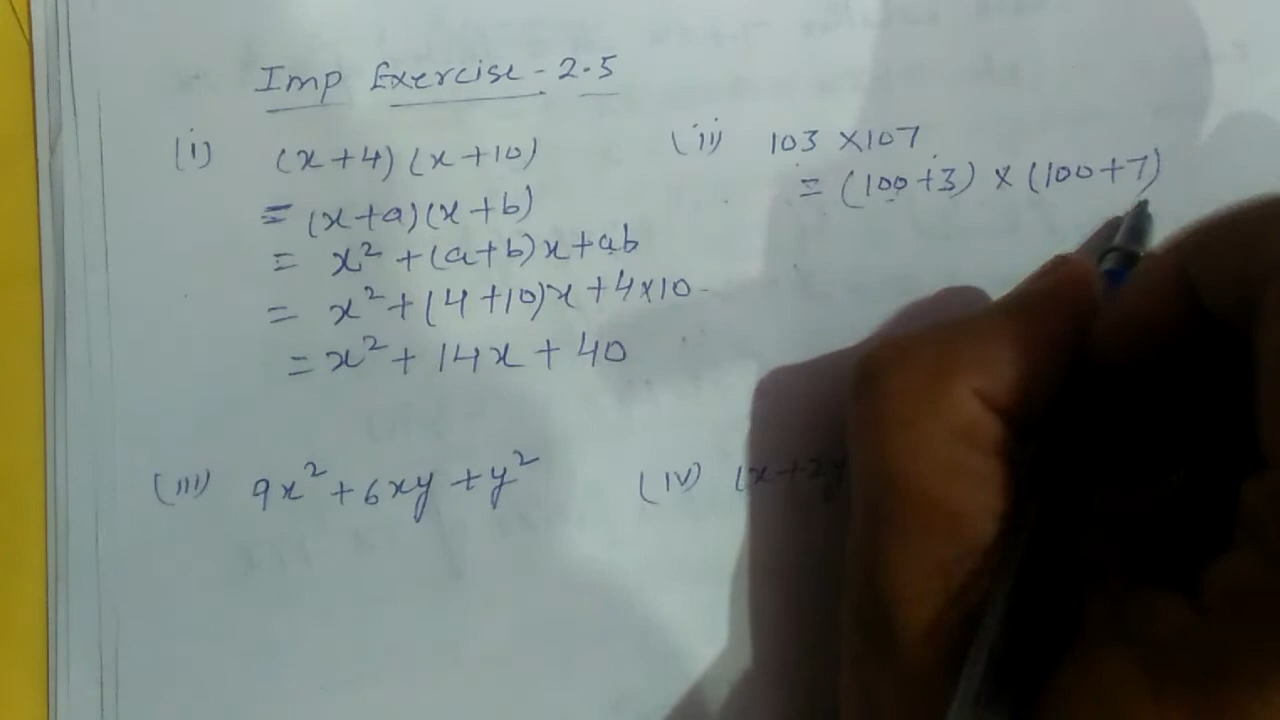 Imp Exercise - 2.5
(i) (x+4) (x+10)
= (x+a)(x+b)
= x² + (a+b)x + ab
= x² + (4+10)x + 4×10
= x² + 14x + 40
(ii) 103 × 107
= (100+3) × (100+7)
(iii) 9x² + 6xy + y²
(iv) (x+2y